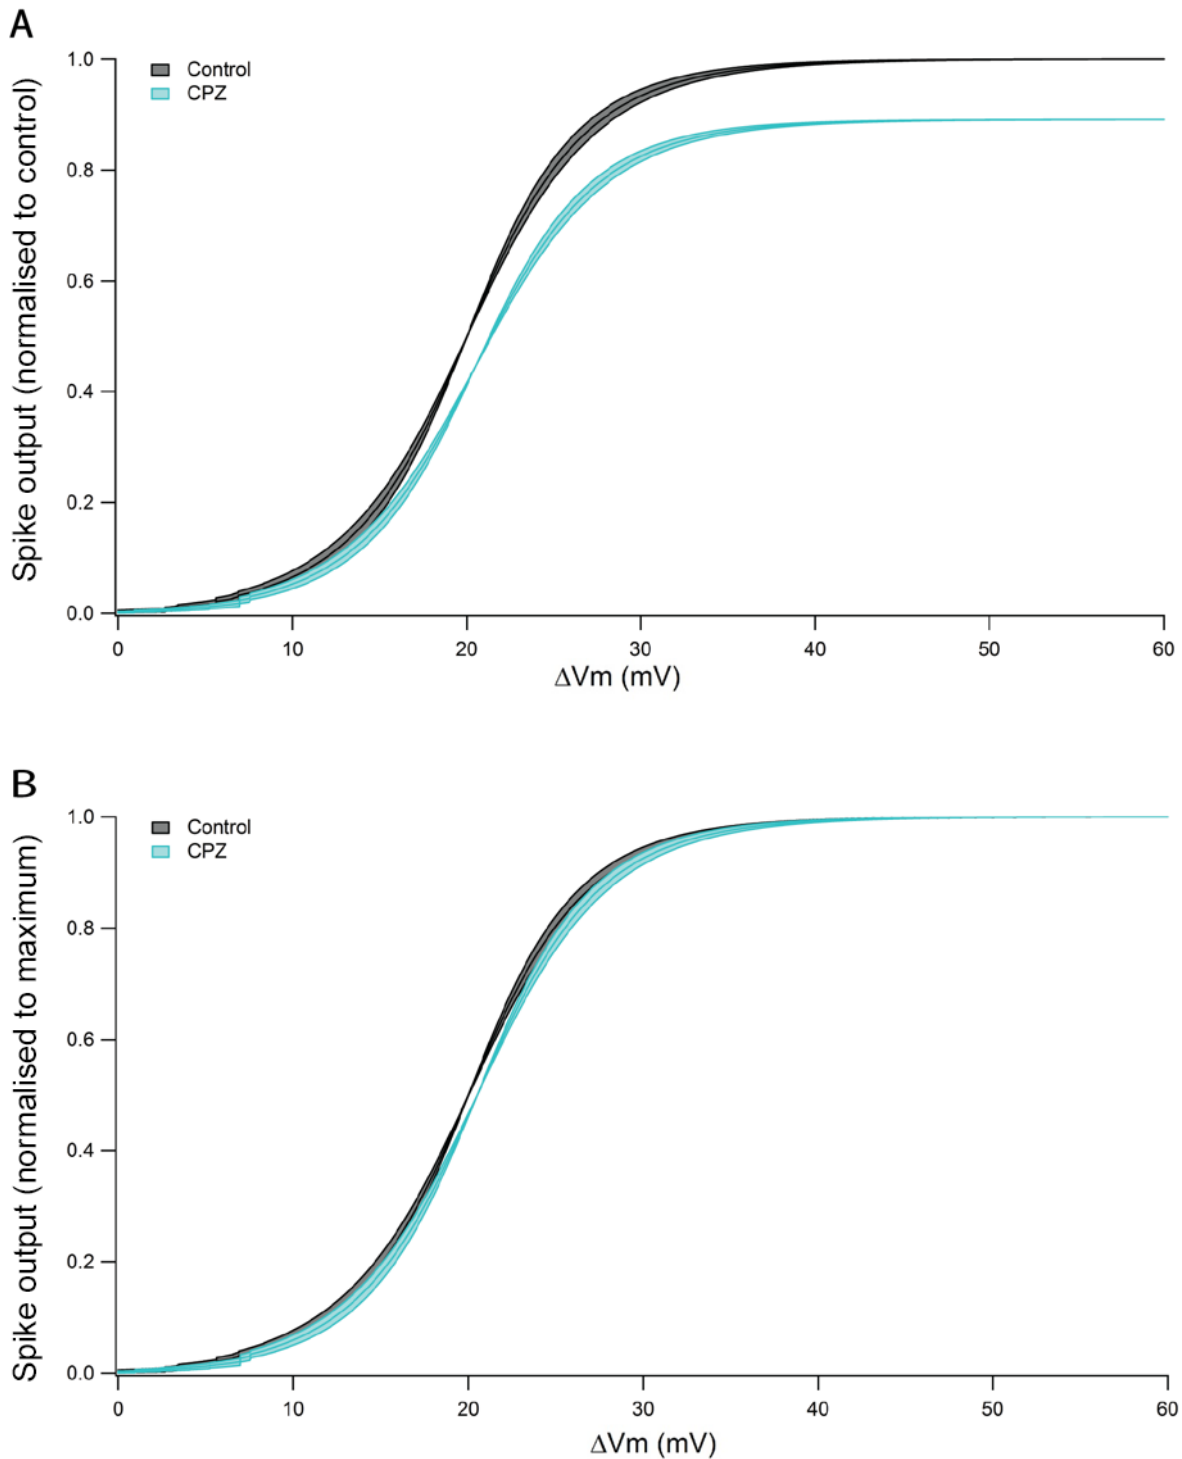 A
Spike output (normalised to control)
1.0
0.8
0.6
0.4
0.2
0.0
Control
CPZ
0 10 20 30 40 50 60
ΔVm (mV)
B
Spike output (normalised to maximum)
1.0
0.8
0.6
0.4
0.2
0.0
Control
CPZ
0 10 20 30 40 50 60
ΔVm (mV)